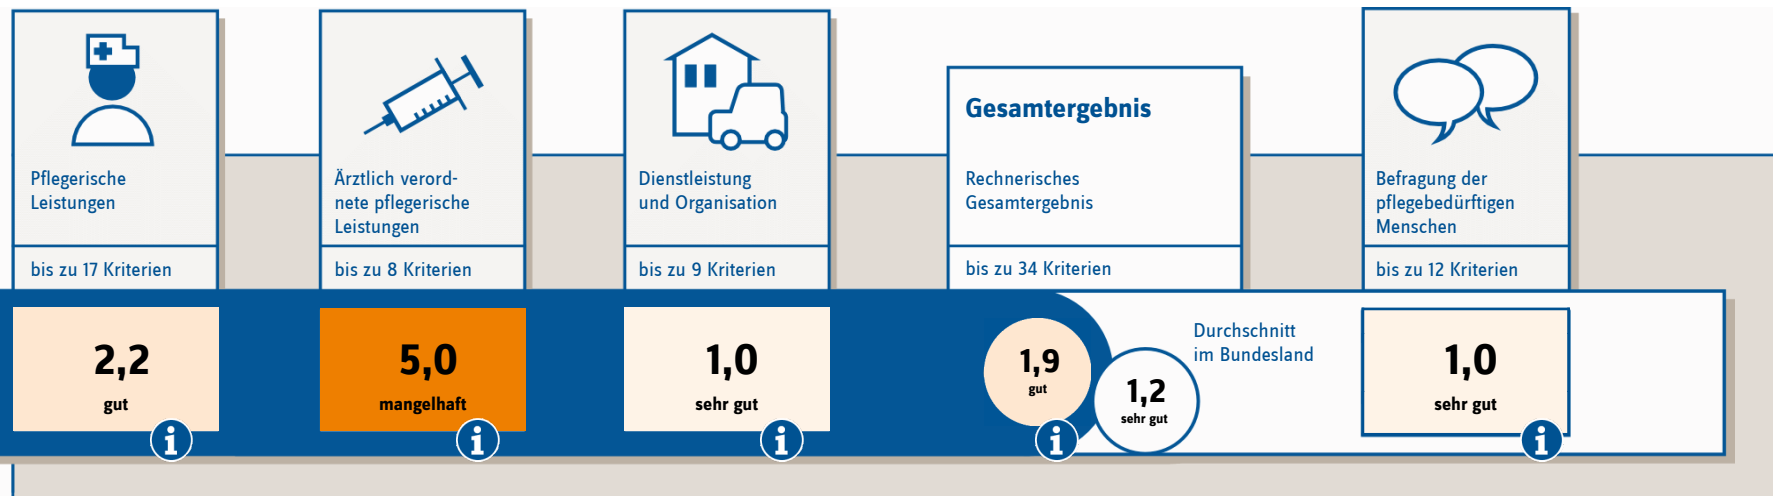 Pflegerische
Leistungen
bis zu 17 Kriterien
2,2
gut
i
Ärztlich verord-
nete pflegerische
Leistungen
bis zu 8 Kriterien
5,0
mangelhaft
i
Dienstleistung
und Organisation
bis zu 9 Kriterien
1,0
sehr gut
i
Gesamtergebnis
Rechnerisches
Gesamtergebnis
bis zu 34 Kriterien
1,9
gut
i
Durchschnitt
im Bundesland
1,2
sehr gut
Befragung der
pflegebedürftigen
Menschen
bis zu 12 Kriterien
1,0
sehr gut
i